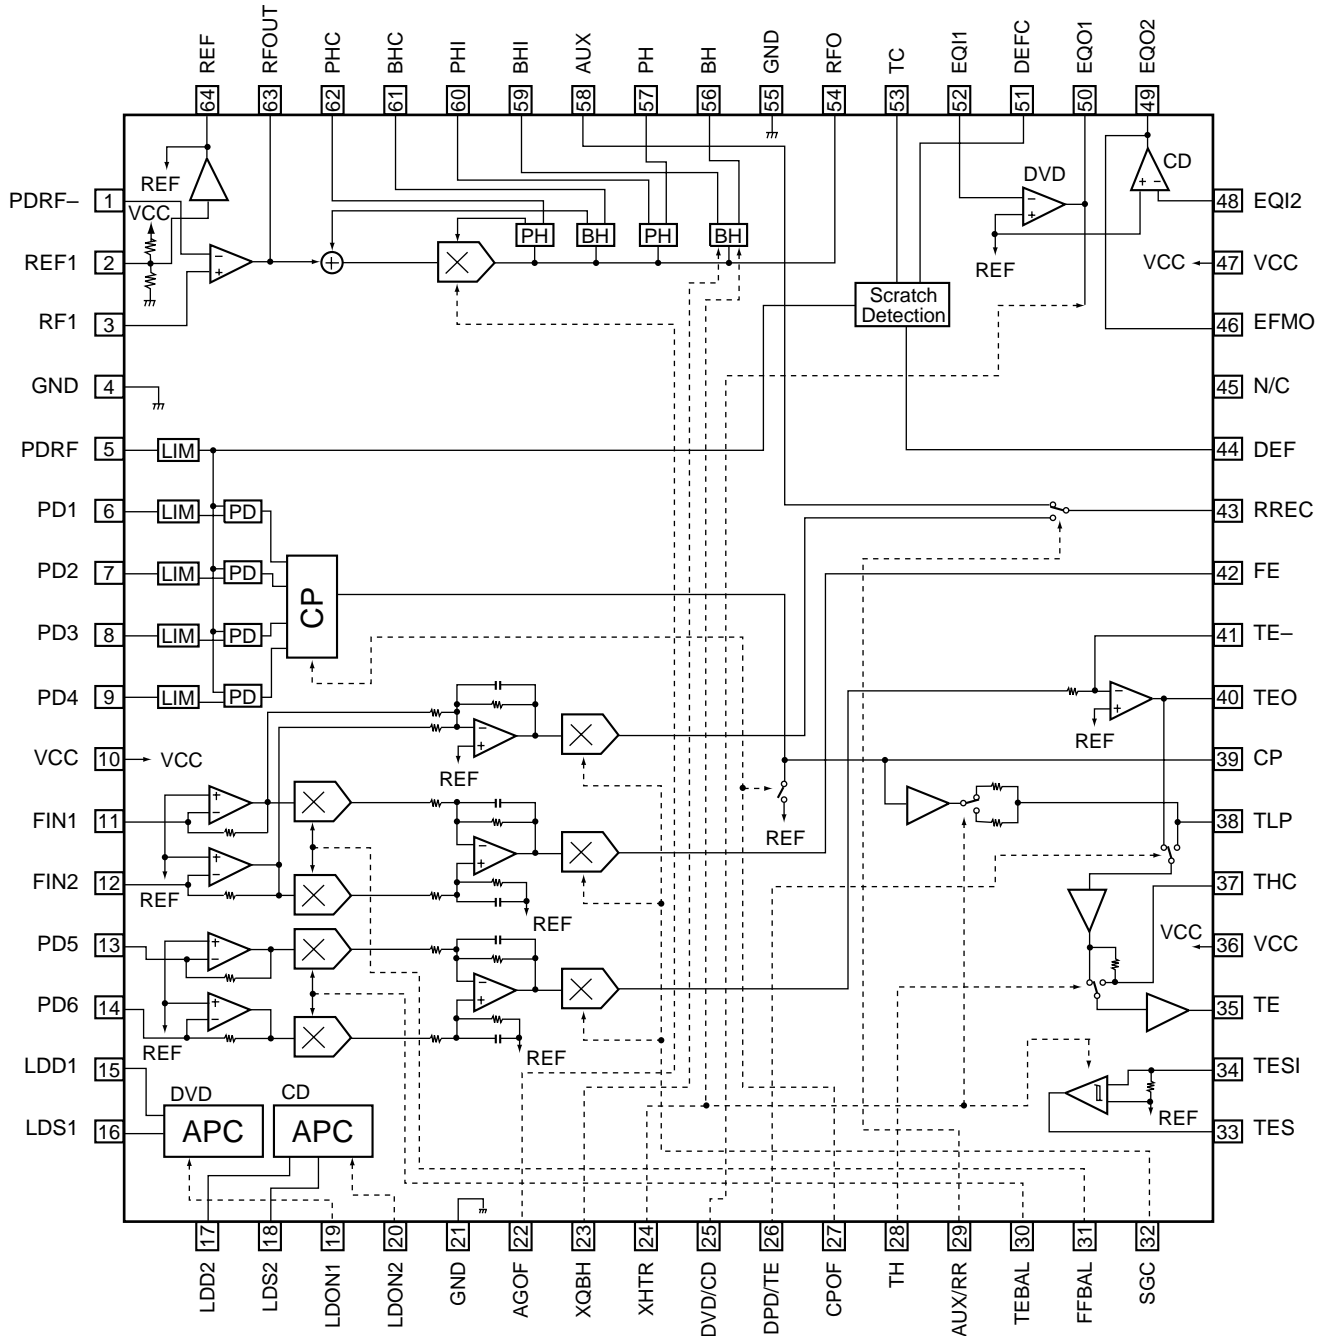 REF
RFOUT
PHC
BHC
PHI
BHI
AUX
PH
BH
GND
RFO
TC
EQI1
DEFC
EQO1
EQO2
64
63
62
61
60
59
58
57
56
55
54
53
52
51
50
49
PDRF– 1
REF1 2
RF1 3
GND 4
PDRF 5
PD1 6
PD2 7
PD3 8
PD4 9
VCC 10
FIN1 11
FIN2 12
PD5 13
PD6 14
LDD1 15
LDS1 16
REF
VCC
PH
BH
PH
BH
DVD
CD
REF
VCC
Scratch
Detection
LIM
LIM PD
LIM PD
LIM PD
LIM PD
CP
VCC
REF
REF
REF
REF
REF
REF
REF
REF
VCC
REF
DVD
APC
CD
APC
48 EQI2
47 VCC
46 EFMO
45 N/C
44 DEF
43 RREC
42 FE
41 TE–
40 TEO
39 CP
38 TLP
37 THC
36 VCC
35 TE
34 TESI
33 TES
17
18
19
20
21
22
23
24
25
26
27
28
29
30
31
32
LDD2
LDS2
LDON1
LDON2
GND
AGOF
XQBH
XHTR
DVD/CD
DPD/TE
CPOF
TH
AUX/RR
TEBAL
FFBAL
SGC